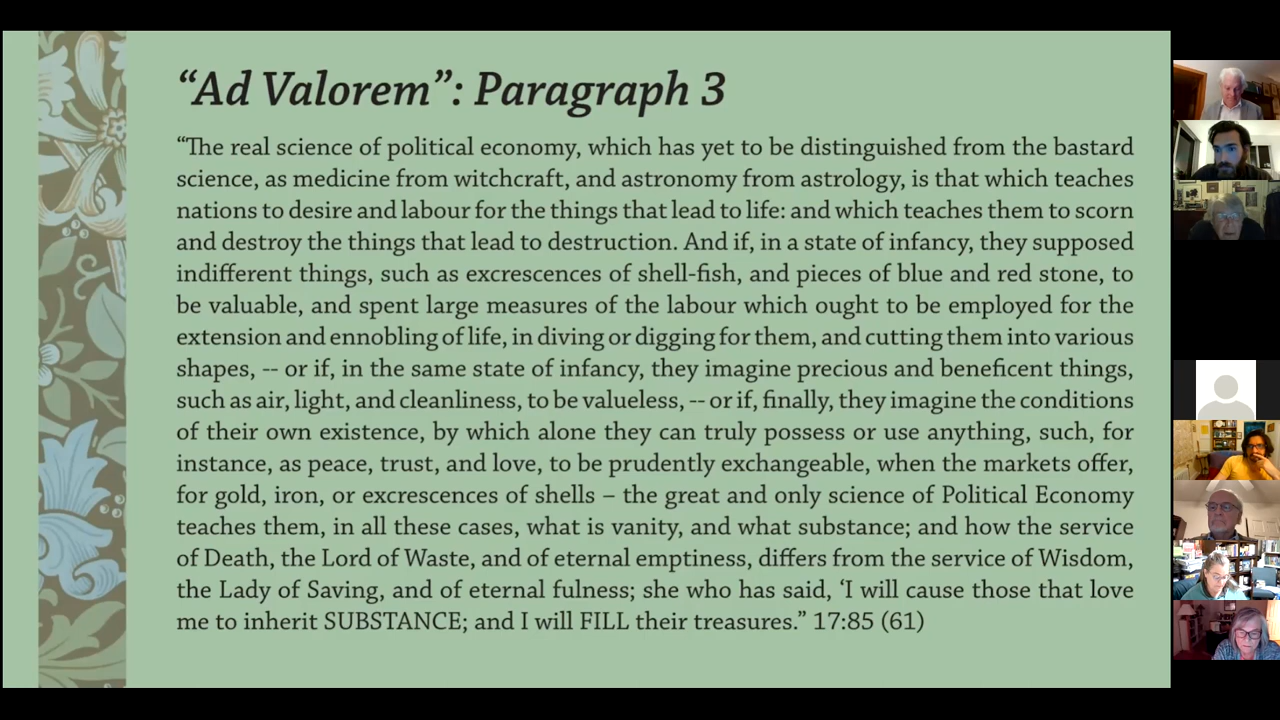 “Ad Valorem”: Paragraph 3
“The real science of political economy, which has yet to be distinguished from the bastard
science, as medicine from witchcraft, and astronomy from astrology, is that which teaches
nations to desire and labour for the things that lead to life: and which teaches them to scorn
and destroy the things that lead to destruction. And if, in a state of infancy, they supposed
indifferent things, such as excrescences of shell-fish, and pieces of blue and red stone, to
be valuable, and spent large measures of the labour which ought to be employed for the
extension and ennobling of life, in diving or digging for them, and cutting them into various
shapes, -- or if, in the same state of infancy, they imagine precious and beneficent things,
such as air, light, and cleanliness, to be valueless, -- or if, finally, they imagine the conditions
of their own existence, by which alone they can truly possess or use anything, such, for
instance, as peace, trust, and love, to be prudently exchangeable, when the markets offer,
for gold, iron, or excrescences of shells – the great and only science of Political Economy
teaches them, in all these cases, what is vanity, and what substance; and how the service
of Death, the Lord of Waste, and of eternal emptiness, differs from the service of Wisdom,
the Lady of Saving, and of eternal fulness; she who has said, ‘I will cause those that love
me to inherit SUBSTANCE; and I will FILL their treasures.” 17:85 (61)